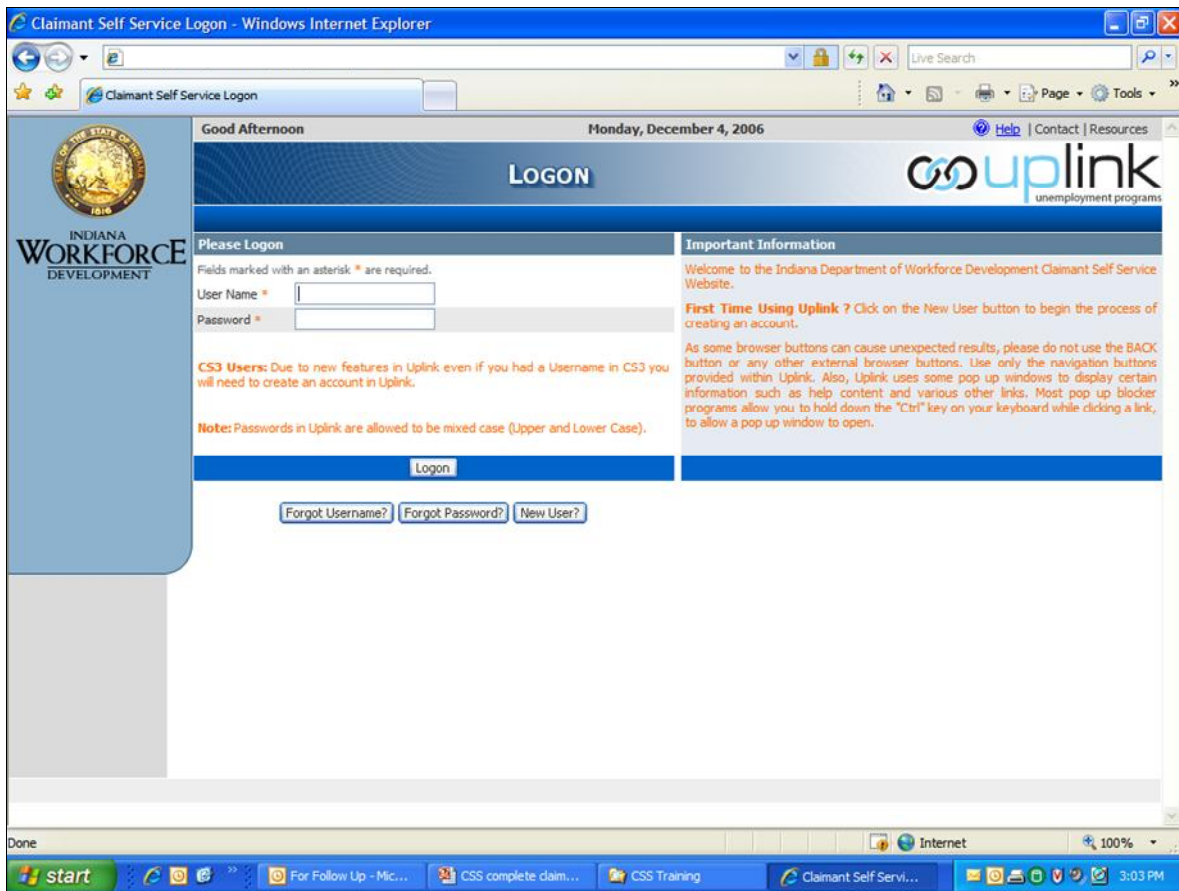 Claimant Self Service Logon - Windows Internet Explorer
Live Search
Claimant Self Service Logon
Page
Tools
Good Afternoon
Monday, December 4, 2006
Help | Contact | Resources
LOGON
uplink
unemployment programs
INDIANA
WORKFORCE
DEVELOPMENT
1816
Please Logon
Fields marked with an asterisk * are required.
User Name *
Password *
CS3 Users: Due to new features in Uplink even if you had a Username in CS3 you
will need to create an account in Uplink.
Note: Passwords in Uplink are allowed to be mixed case (Upper and Lower Case).
Logon
Forgot Username? Forgot Password? New User?
Important Information
Welcome to the Indiana Department of Workforce Development Claimant Self Service
Website.
First Time Using Uplink ? Click on the New User button to begin the process of
creating an account.
As some browser buttons can cause unexpected results, please do not use the BACK
button or any other external browser buttons. Use only the navigation buttons
provided within Uplink. Also, Uplink uses some pop up windows to display certain
information such as help content and various other links. Most pop up blocker
programs allow you to hold down the "Ctrl" key on your keyboard while clicking a link,
to allow a pop up window to open.
Done
Internet
100%
start
For Follow Up - Mic...
CSS complete claim...
CSS Training
Claimant Self Servi...
3:03 PM